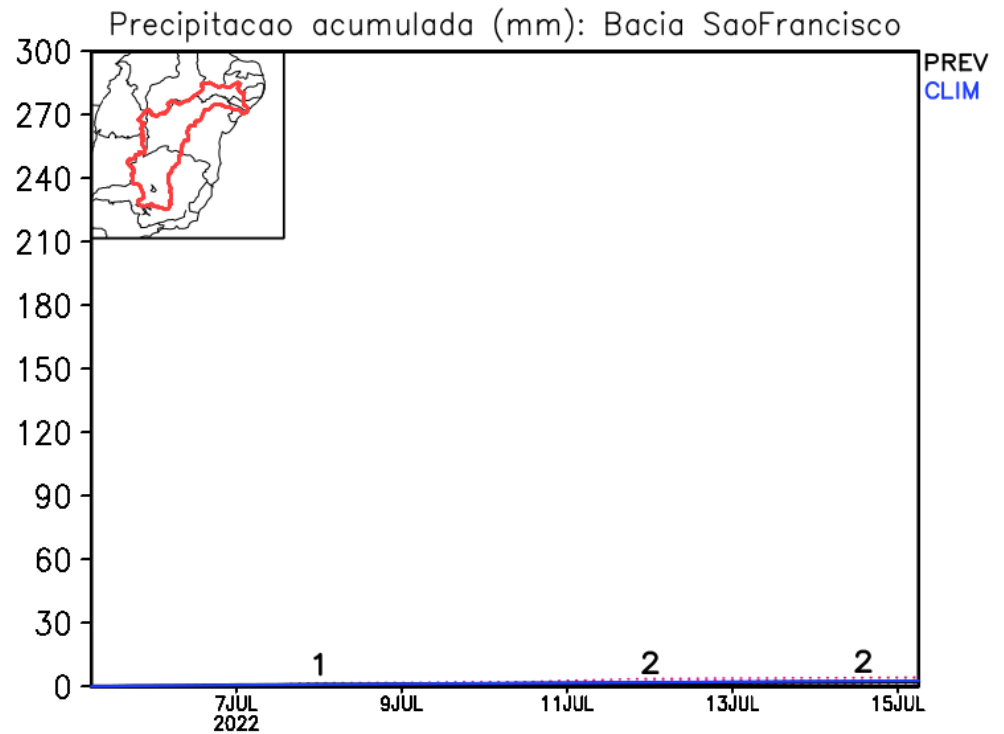 Precipitacao acumulada (mm): Bacia SaoFrancisco
300
270
240
210
180
150
120
90
60
30
0
PREV
CLIM
1
2
2
7JUL
2022
9JUL
11JUL
13JUL
15JUL